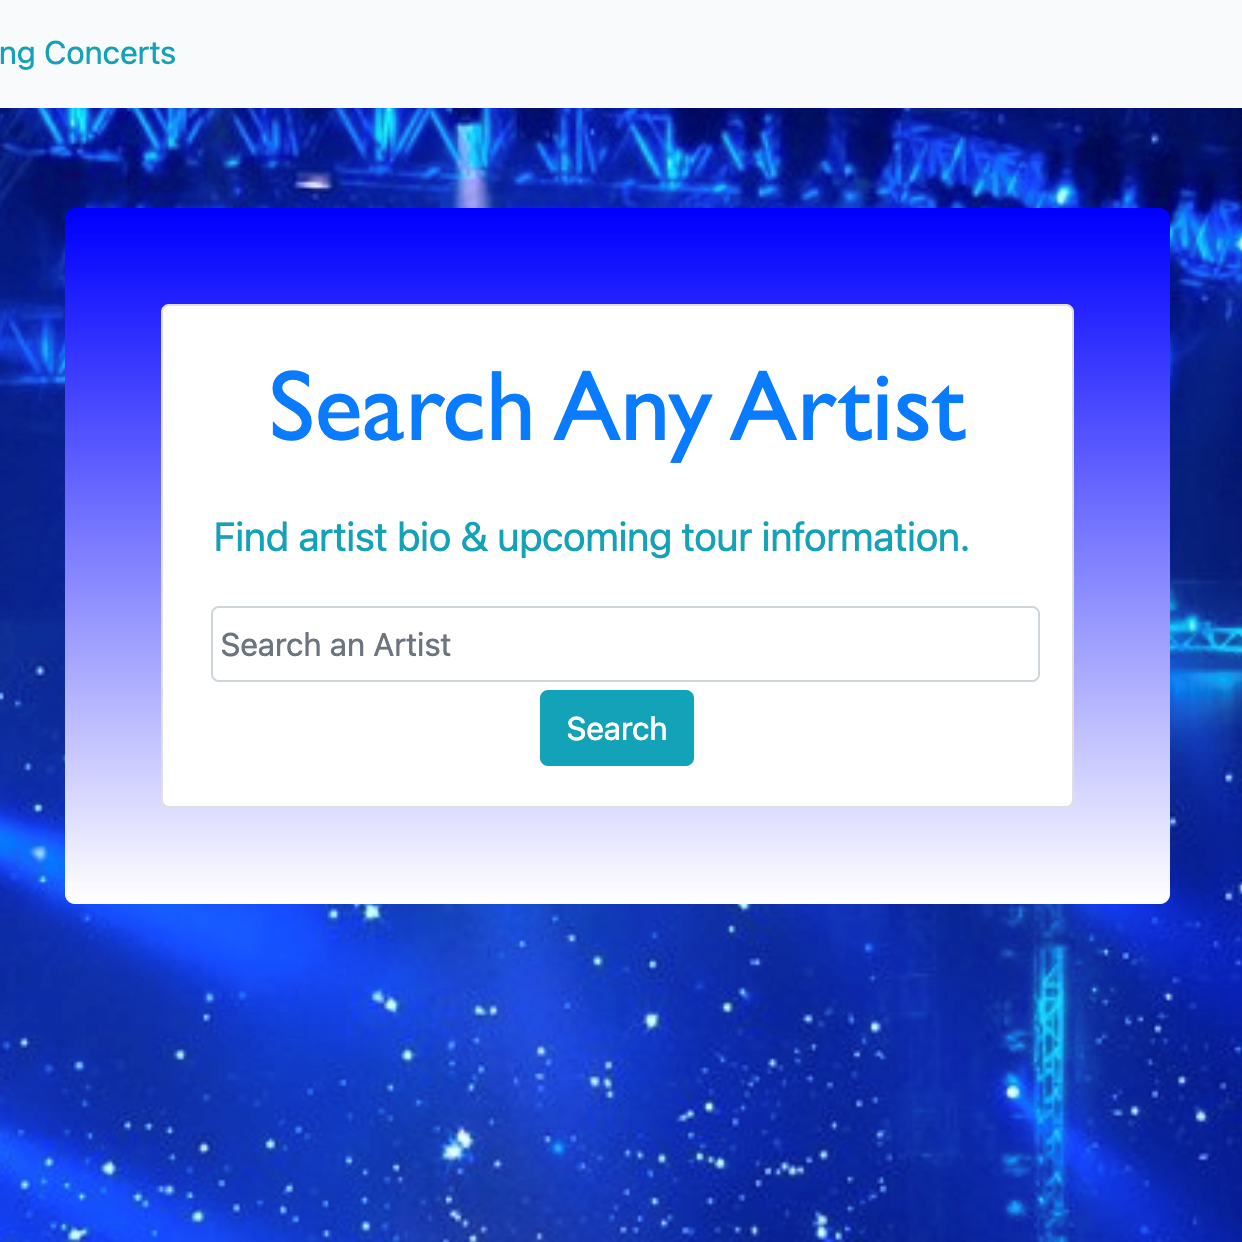 ng Concerts
Search Any Artist
Find artist bio & upcoming tour information.
Search an Artist
Search